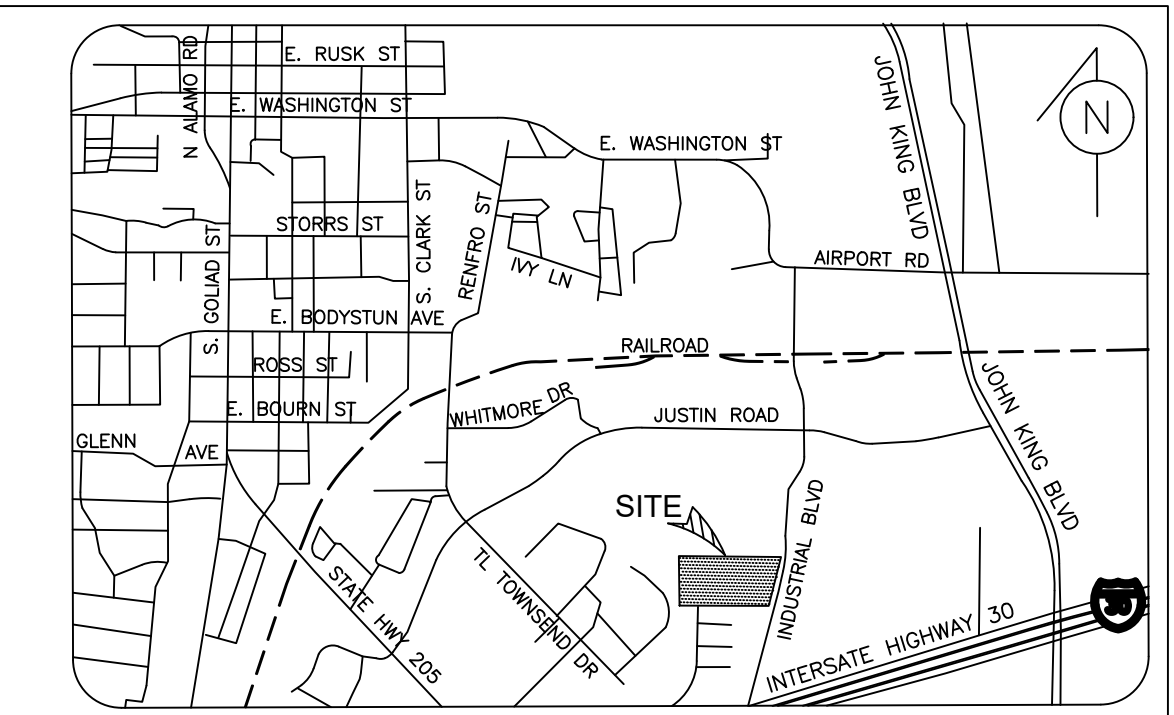 N ALAMO RD
E. RUSK ST
E. WASHINGTON ST
E. WASHINGTON ST
JOHN KING BLVD
N
S. GOLIAD ST
STORRS ST
S. CLARK ST
RENFRO ST
IVY LN
AIRPORT RD
E. BODYSTUN AVE
RAILROAD
ROSS ST
E. BOURN ST
WHITMORE DR
JUSTIN ROAD
JOHN KING BLVD
GLENN AVE
SITE
INDUSTRIAL BLVD
TL TOWNSEND DR
STATE HWY 205
INTERSATE HIGHWAY 30
30